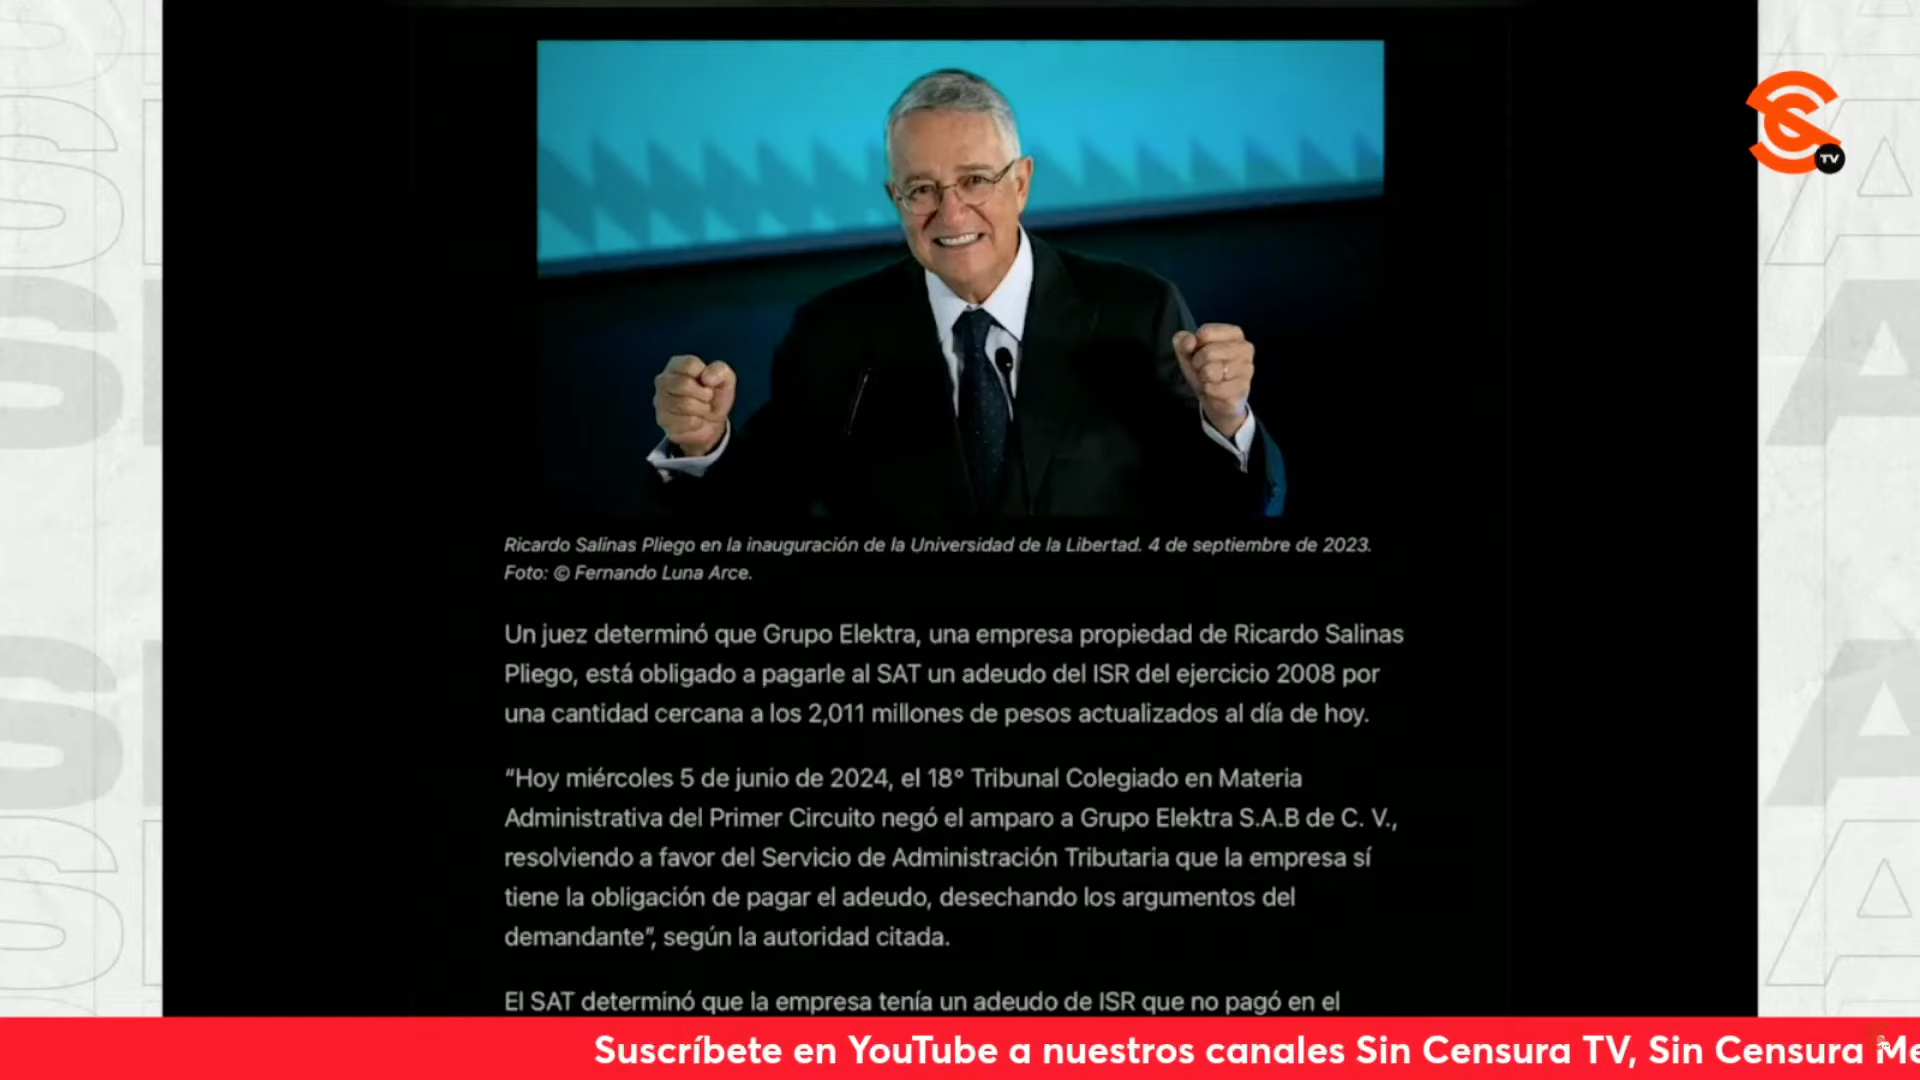 TV
Ricardo Salinas Pliego en la inauguración de la Universidad de la Libertad. 4 de septiembre de 2023.
Foto: © Fernando Luna Arce.
Un juez determinó que Grupo Elektra, una empresa propiedad de Ricardo Salinas
Pliego, está obligado a pagarle al SAT un adeudo del ISR del ejercicio 2008 por
una cantidad cercana a los 2,011 millones de pesos actualizados al día de hoy.
“Hoy miércoles 5 de junio de 2024, el 18° Tribunal Colegiado en Materia
Administrativa del Primer Circuito negó el amparo a Grupo Elektra S.A.B de C. V.,
resolviendo a favor del Servicio de Administración Tributaria que la empresa sí
tiene la obligación de pagar el adeudo, desechando los argumentos del
demandante”, según la autoridad citada.
El SAT determinó que la empresa tenía un adeudo de ISR que no pagó en el
Suscríbete en YouTube a nuestros canales Sin Censura TV, Sin Censura Me